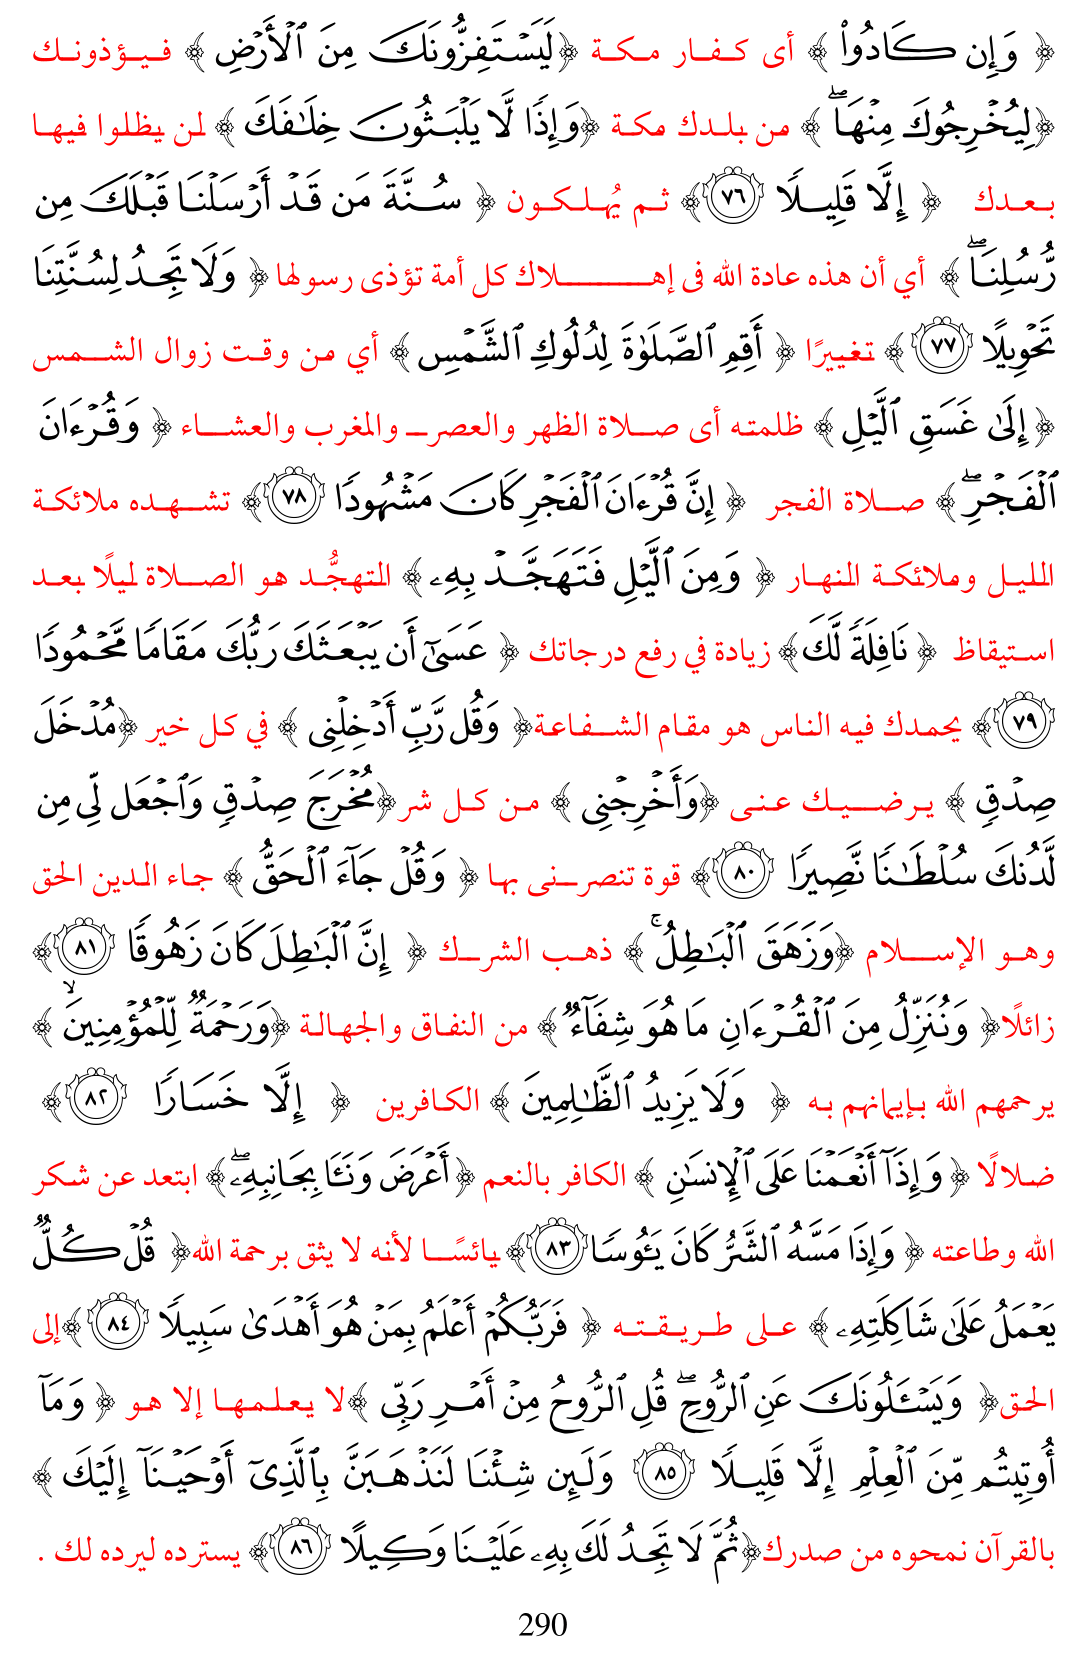 ﴿ وَإِن كَادُوا۟ ﴾ أى كفار مكة ﴿لَيَسْتَفِزُّونَكَ مِنَ ٱلْأَرْضِ ﴾ فيؤذونك
﴿لِيُخْرِجُوكَ مِنْهَا ۖ ﴾ من بلدك مكة ﴿وَإِذًا لَّا يَلْبَثُونَ خِلَـٰفَكَ ﴾ لن يظلوا فيها
بعدك ﴿ إِلَّا قَلِيلًا ٧٦﴾ ثم يُهلكون ﴿ سُنَّةَ مَن قَدْ أَرْسَلْنَا قَبْلَكَ مِن
رُّسُلِنَا ۖ ﴾ أي أن هذه عادة الله فى إهلاك كل أمة تؤذى رسولها ﴿ وَلَا تَجِدُ لِسُنَّتِنَا
تَحْوِيلًا ٧٧﴾ تغييرًا ﴿ أَقِمِ ٱلصَّلَوٰةَ لِدُلُوكِ ٱلشَّمْسِ ﴾ أي من وقت زوال الشمس
﴿ إِلَىٰ غَسَقِ ٱلَّيْلِ ﴾ ظلمته أى صلاة الظهر والعصر والمغرب والعشاء ﴿ وَقُرْءَانَ
ٱلْفَجْرِ ۖ ﴾ صلاة الفجر ﴿ إِنَّ قُرْءَانَ ٱلْفَجْرِ كَانَ مَشْهُودًا ٧٨﴾ تشهده ملائكة
الليل وملائكة النهار ﴿ وَمِنَ ٱلَّيْلِ فَتَهَجَّدْ بِهِۦ ﴾ التهجُّد هو الصلاة ليلًا بعد
استيقاظ ﴿ نَافِلَةً لَّكَ﴾ زيادة في رفع درجاتك ﴿ عَسَىٰٓ أَن يَبْعَثَكَ رَبُّكَ مَقَامًا مَّحْمُودًا
٧٩﴾ يحمدك فيه الناس هو مقام الشفاعة﴿ وَقُل رَّبِّ أَدْخِلْنِى ﴾ في كل خير ﴿مُدْخَلَ
صِدْقٍ ﴾ يرضيك عنى ﴿وَأَخْرِجْنِى ﴾ من كل شر﴿مُخْرَجَ صِدْقٍ وَٱجْعَل لِّى مِن
لَّدُنكَ سُلْطَـٰنًا نَّصِيرًا ٨٠﴾ قوة تنصرنى بها ﴿ وَقُلْ جَآءَ ٱلْحَقُّ ﴾ جاء الدين الحق
وهو الإسلام ﴿وَزَهَقَ ٱلْبَـٰطِلُ ۚ ﴾ ذهب الشرك ﴿ إِنَّ ٱلْبَـٰطِلَ كَانَ زَهُوقًا ٨١﴾
زائلًا﴿ وَنُنَزِّلُ مِنَ ٱلْقُرْءَانِ مَا هُوَ شِفَآءٌ﴾ من النفاق والجهالة ﴿وَرَحْمَةٌ لِّلْمُؤْمِنِينَ ۙ ﴾
يرحمهم الله بإيمانهم به ﴿ وَلَا يَزِيدُ ٱلظَّـٰلِمِينَ ﴾ الكافرين ﴿ إِلَّا خَسَارًا ٨٢﴾
ضلالًا ﴿ وَإِذَآ أَنْعَمْنَا عَلَى ٱلْإِنسَـٰنِ ﴾ الكافر بالنعم ﴿أَعْرَضَ وَنَـَٔا بِجَانِبِهِۦ ۖ ﴾ ابتعد عن شكر
الله وطاعته ﴿ وَإِذَا مَسَّهُ ٱلشَّرُّ كَانَ يَـُٔوسًا ٨٣﴾ يائسًا لأنه لا يثق برحمة الله﴿ قُلْ كُلٌّ
يَعْمَلُ عَلَىٰ شَاكِلَتِهِۦ ﴾ على طريقته ﴿ فَرَبُّكُمْ أَعْلَمُ بِمَنْ هُوَ أَهْدَىٰ سَبِيلًا ٨٤﴾ إلى
الحق﴿ وَيَسْـَٔلُونَكَ عَنِ ٱلرُّوحِ ۖ قُلِ ٱلرُّوحُ مِنْ أَمْرِ رَبِّى ﴾ لا يعلمها إلا هو ﴿ وَمَآ
أُوتِيتُم مِّنَ ٱلْعِلْمِ إِلَّا قَلِيلًا ٨٥ وَلَئِن شِئْنَا لَنَذْهَبَنَّ بِٱلَّذِىٓ أَوْحَيْنَآ إِلَيْكَ ﴾
بالقرآن نمحوه من صدرك﴿ثُمَّ لَا تَجِدُ لَكَ بِهِۦ عَلَيْنَا وَكِيلًا ٨٦﴾ يسترده ليرده لك .
290